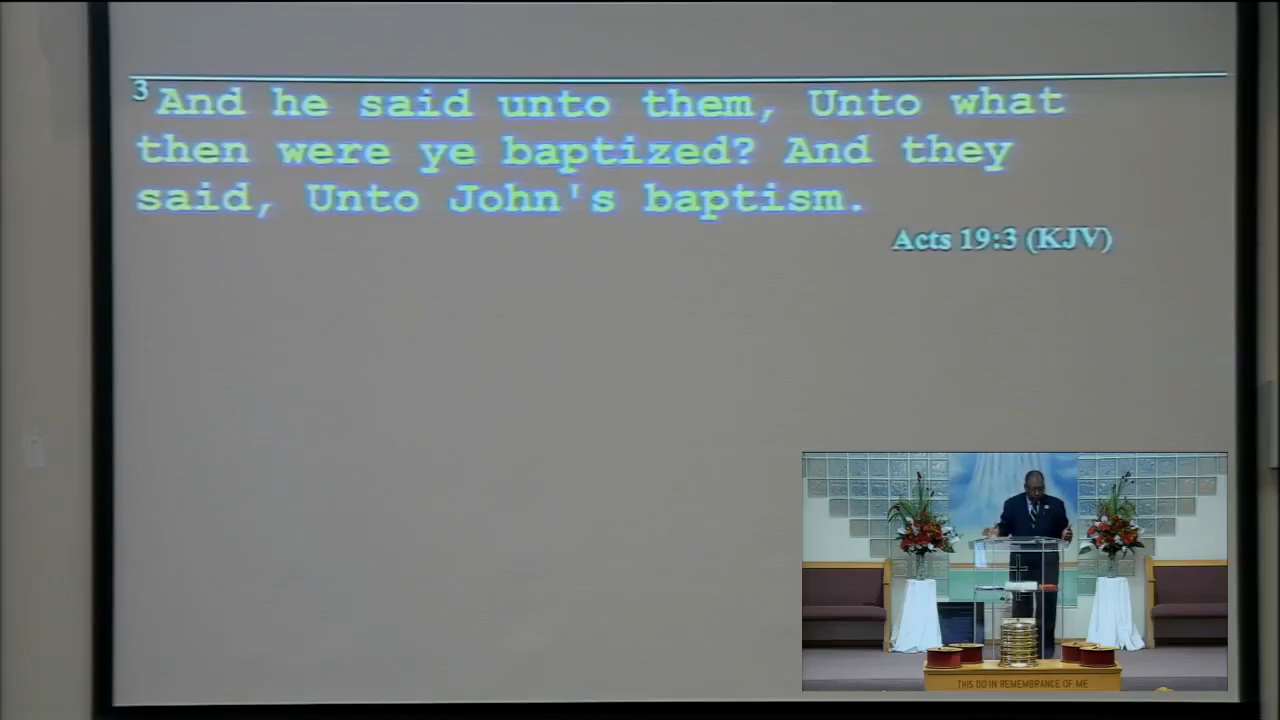 3 And he said unto them, Unto what
then were ye baptized? And they
said, Unto John's baptism.
Acts 19:3 (KJV)
THIS DO IN REMEMBRANCE OF ME